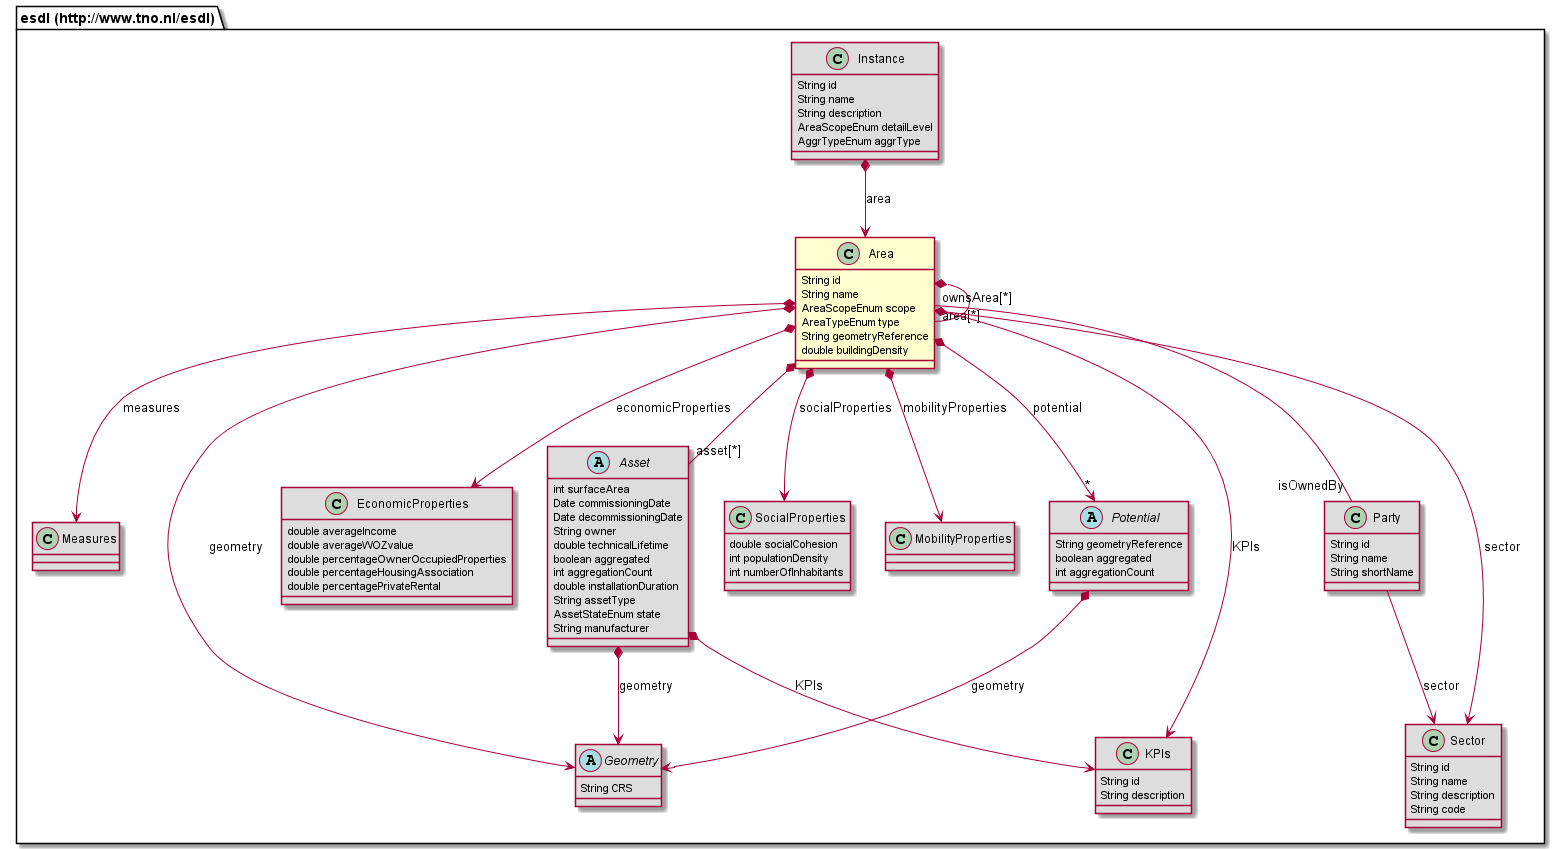 esdl (http://www.tno.nl/esdl)
C Instance
String id
String name
String description
AreaScopeEnum detailLevel
AggrTypeEnum aggrType
area
C Area
String id
String name
AreaScopeEnum scope
AreaTypeEnum type
String geometryReference
double buildingDensity
ownsArea[*]
area[*]
measures
economicProperties
socialProperties
mobilityProperties
potential
asset[*]
*
isOwnedBy
geometry
KPIs
sector
C Measures
C EconomicProperties
double averageIncome
double averageWOZvalue
double percentageOwnerOccupiedProperties
double percentageHousingAssociation
double percentagePrivateRental
A Asset
int surfaceArea
Date commissioningDate
Date decommissioningDate
String owner
double technicalLifetime
boolean aggregated
int aggregationCount
double installationDuration
String assetType
AssetStateEnum state
String manufacturer
C SocialProperties
double socialCohesion
int populationDensity
int numberOfInhabitants
C MobilityProperties
A Potential
String geometryReference
boolean aggregated
int aggregationCount
C Party
String id
String name
String shortName
geometry
KPIs
geometry
sector
A Geometry
String CRS
C KPIs
String id
String description
C Sector
String id
String name
String description
String code